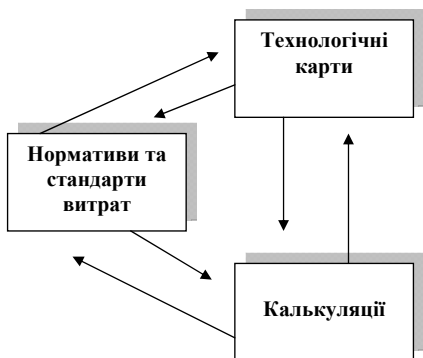 Технологічні
карти
Нормативи та
стандарти
витрат
Калькуляції